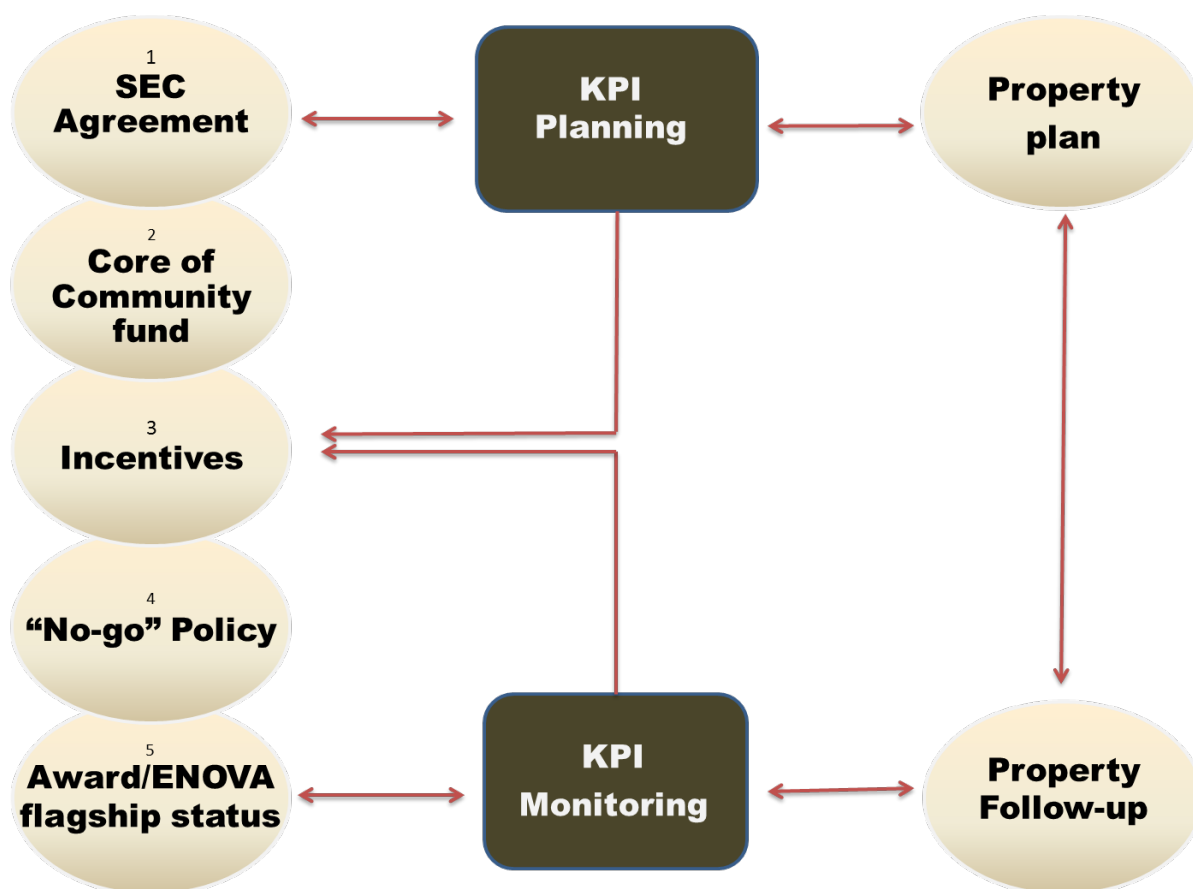 1
SEC
Agreement
KPI
Planning
Property
plan
2
Core of
Community
fund
3
Incentives
4
“No-go” Policy
5
Award/ENOVA
flagship status
KPI
Monitoring
Property
Follow-up